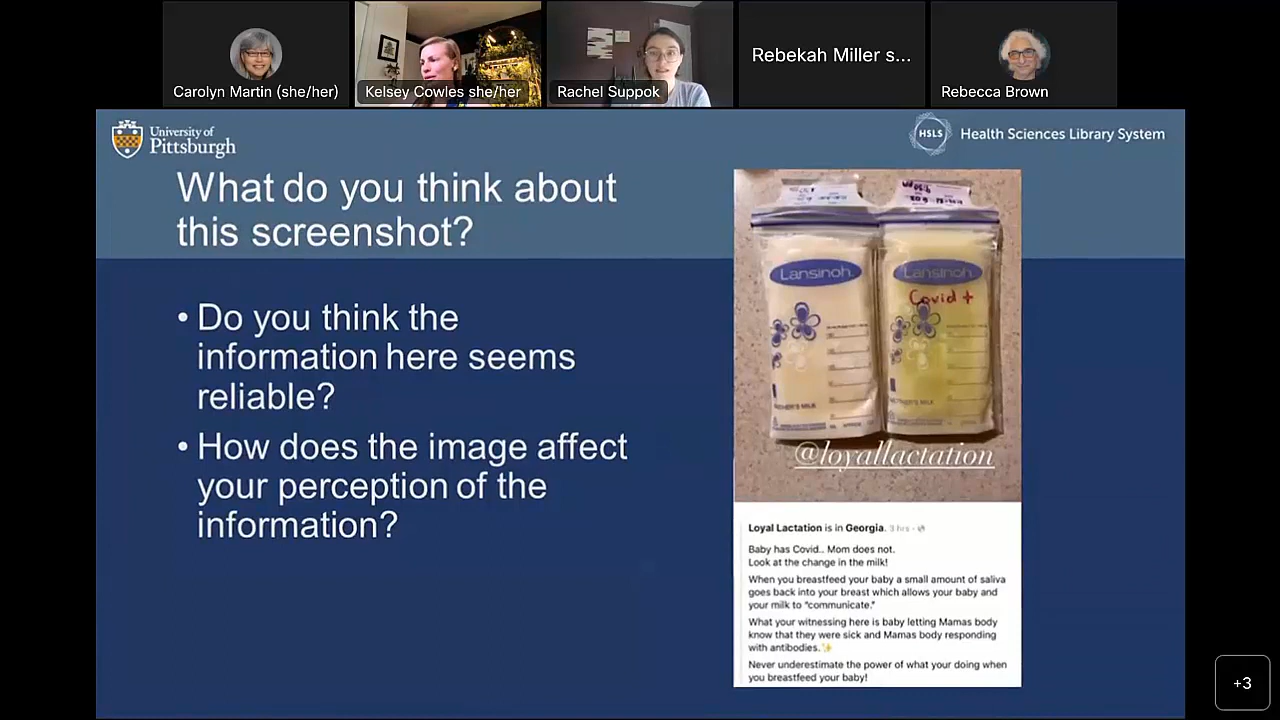 Carolyn Martin (she/her)
Kelsey Cowles she/her
Rachel Suppok
Rebekah Miller s...
Rebecca Brown
University of
Pittsburgh
HSLS
Health Sciences Library System
What do you think about
this screenshot?
• Do you think the
information here seems
reliable?
• How does the image affect
your perception of the
information?
Lansinoh
Lansinoh
Covid +
@loyallactation
Loyal Lactation is in Georgia. 3 hrs
Baby has Covid... Mom does not.
Look at the change in the milk!
When you breastfeed your baby a small amount of saliva
goes back into your breast which allows your baby and
your milk to "communicate."
What your witnessing here is baby letting Mamas body
know that they were sick and Mamas body responding
with antibodies.✨
Never underestimate the power of what your doing when
you breastfeed your baby!
+3